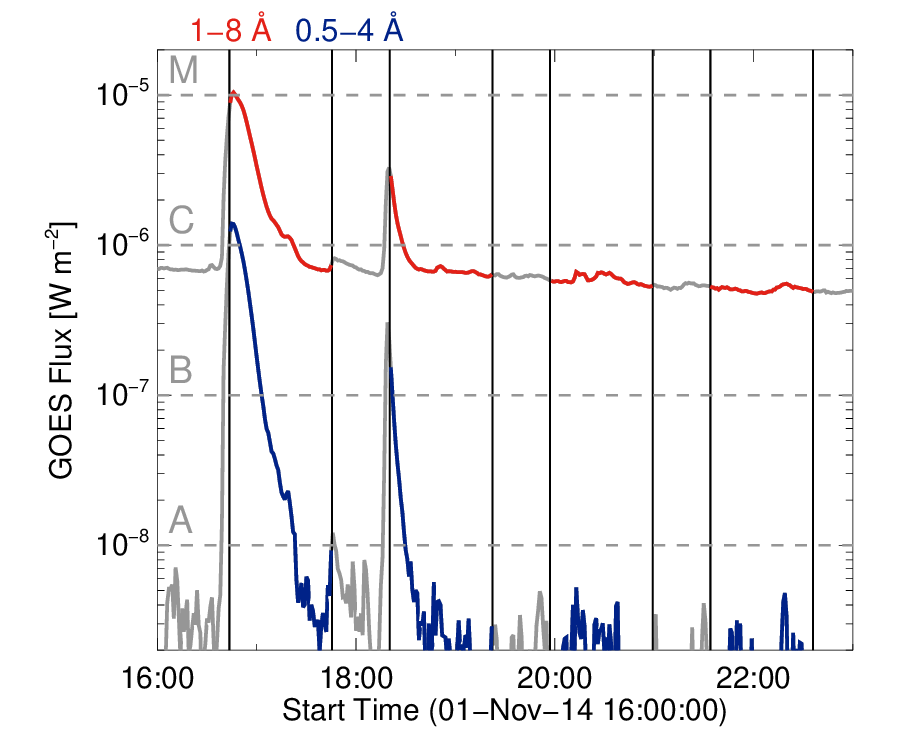 1−8 Å 0.5−4 Å
M
10⁻⁵
C
10⁻⁶
B
10⁻⁷
A
10⁻⁸
GOES Flux [W m⁻²]
16:00 18:00 20:00 22:00
Start Time (01−Nov−14 16:00:00)